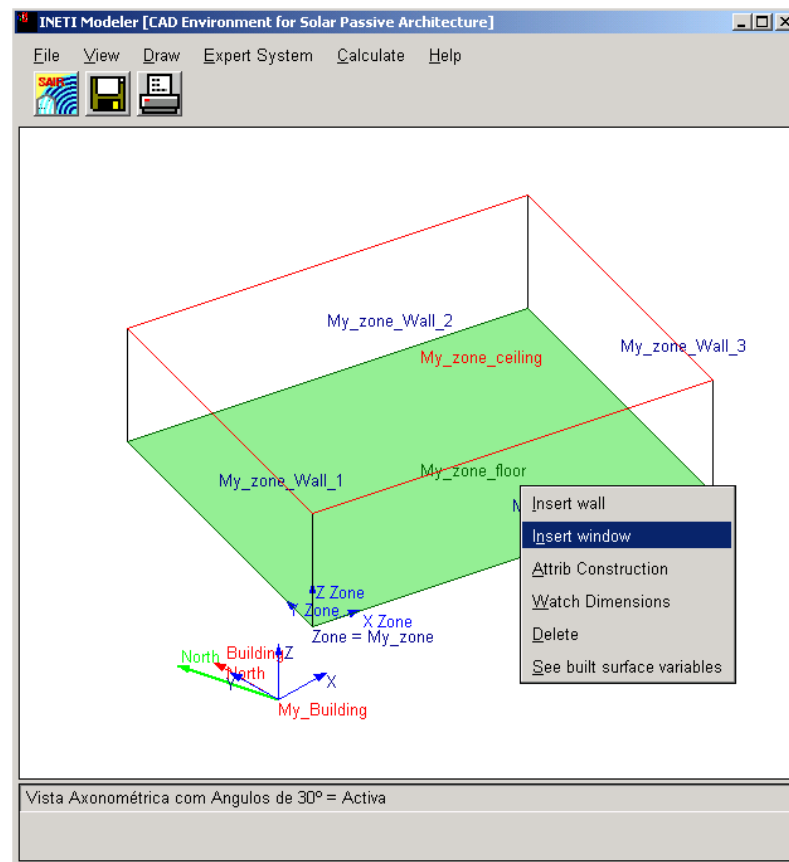 INETI Modeler [CAD Environment for Solar Passive Architecture]
File View Draw Expert System Calculate Help
SAIR
My_zone_Wall_2
My_zone_Wall_3
My_zone_ceiling
My_zone_floor
My_zone_Wall_1
Insert wall
Insert window
Attrib Construction
Watch Dimensions
Delete
See built surface variables
Z Zone
Y Zone
X Zone
Zone = My_zone
North
Building
North
Z
Y
X
My_Building
Vista Axonométrica com Angulos de 30º = Activa